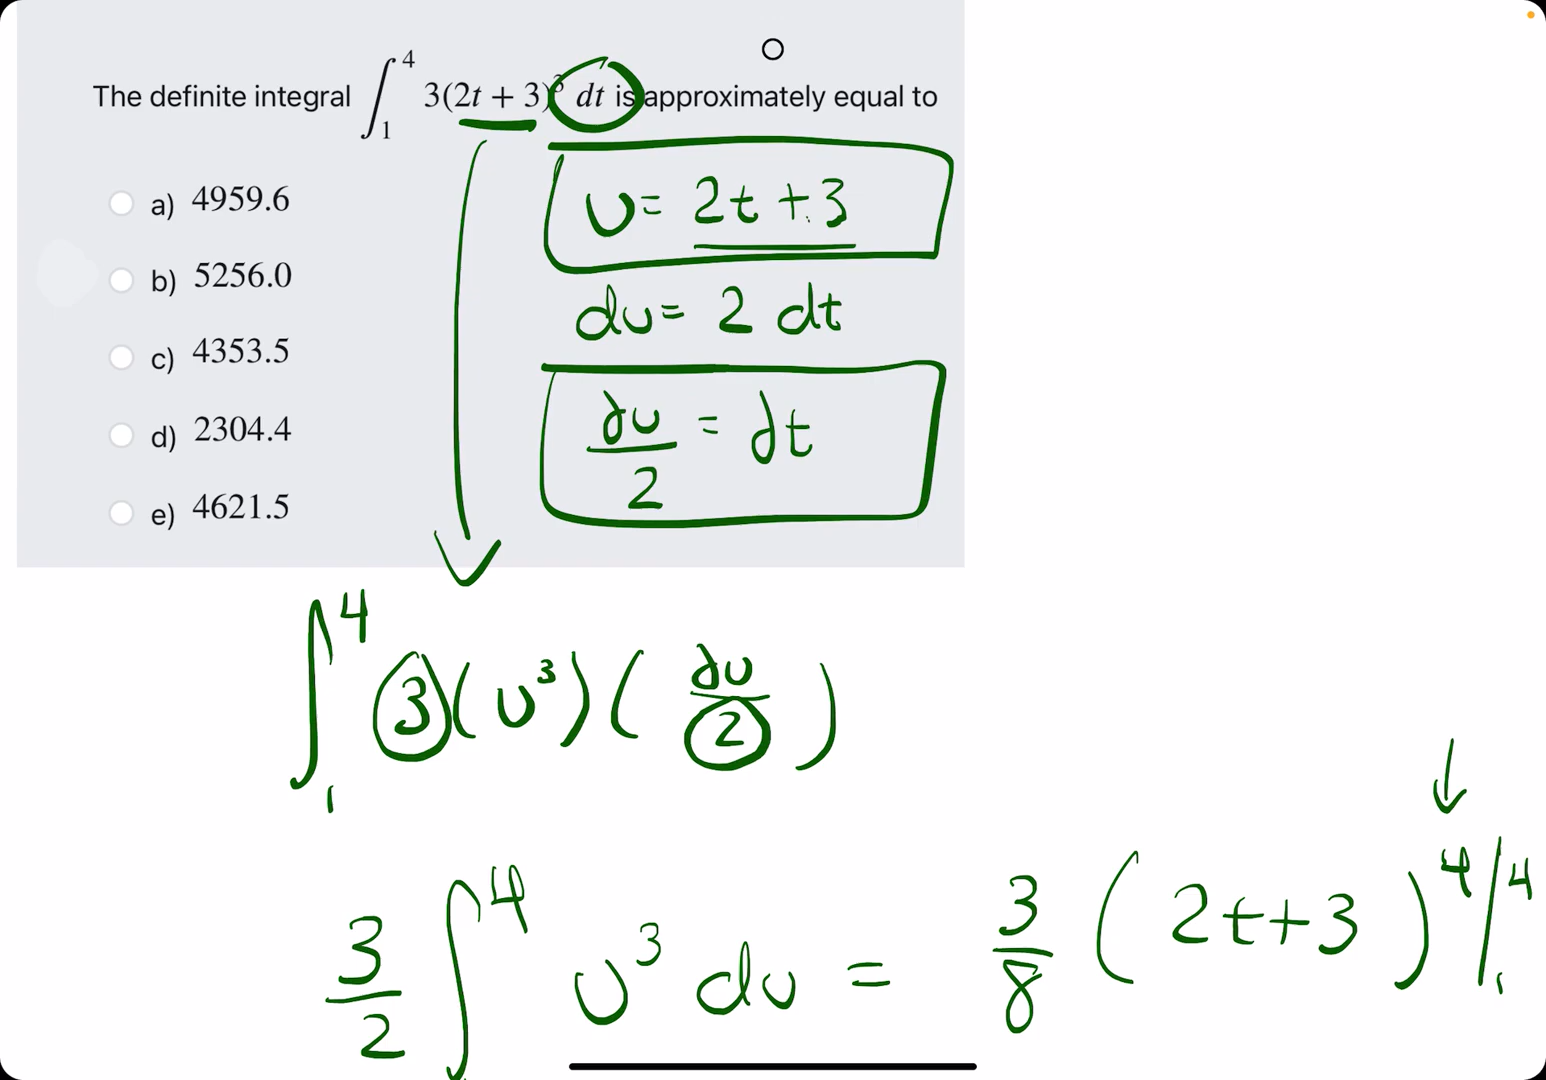 The definite integral ∫₁⁴ 3(2t + 3)³ dt is approximately equal to
a) 4959.6
b) 5256.0
c) 4353.5
d) 2304.4
e) 4621.5
u = 2t + 3
du = 2 dt
du/2 = dt
∫₁⁴ 3 (u³) (du/2)
3/2 ∫⁴ u³ du = 3/8 (2t+3)⁴ |₁⁴